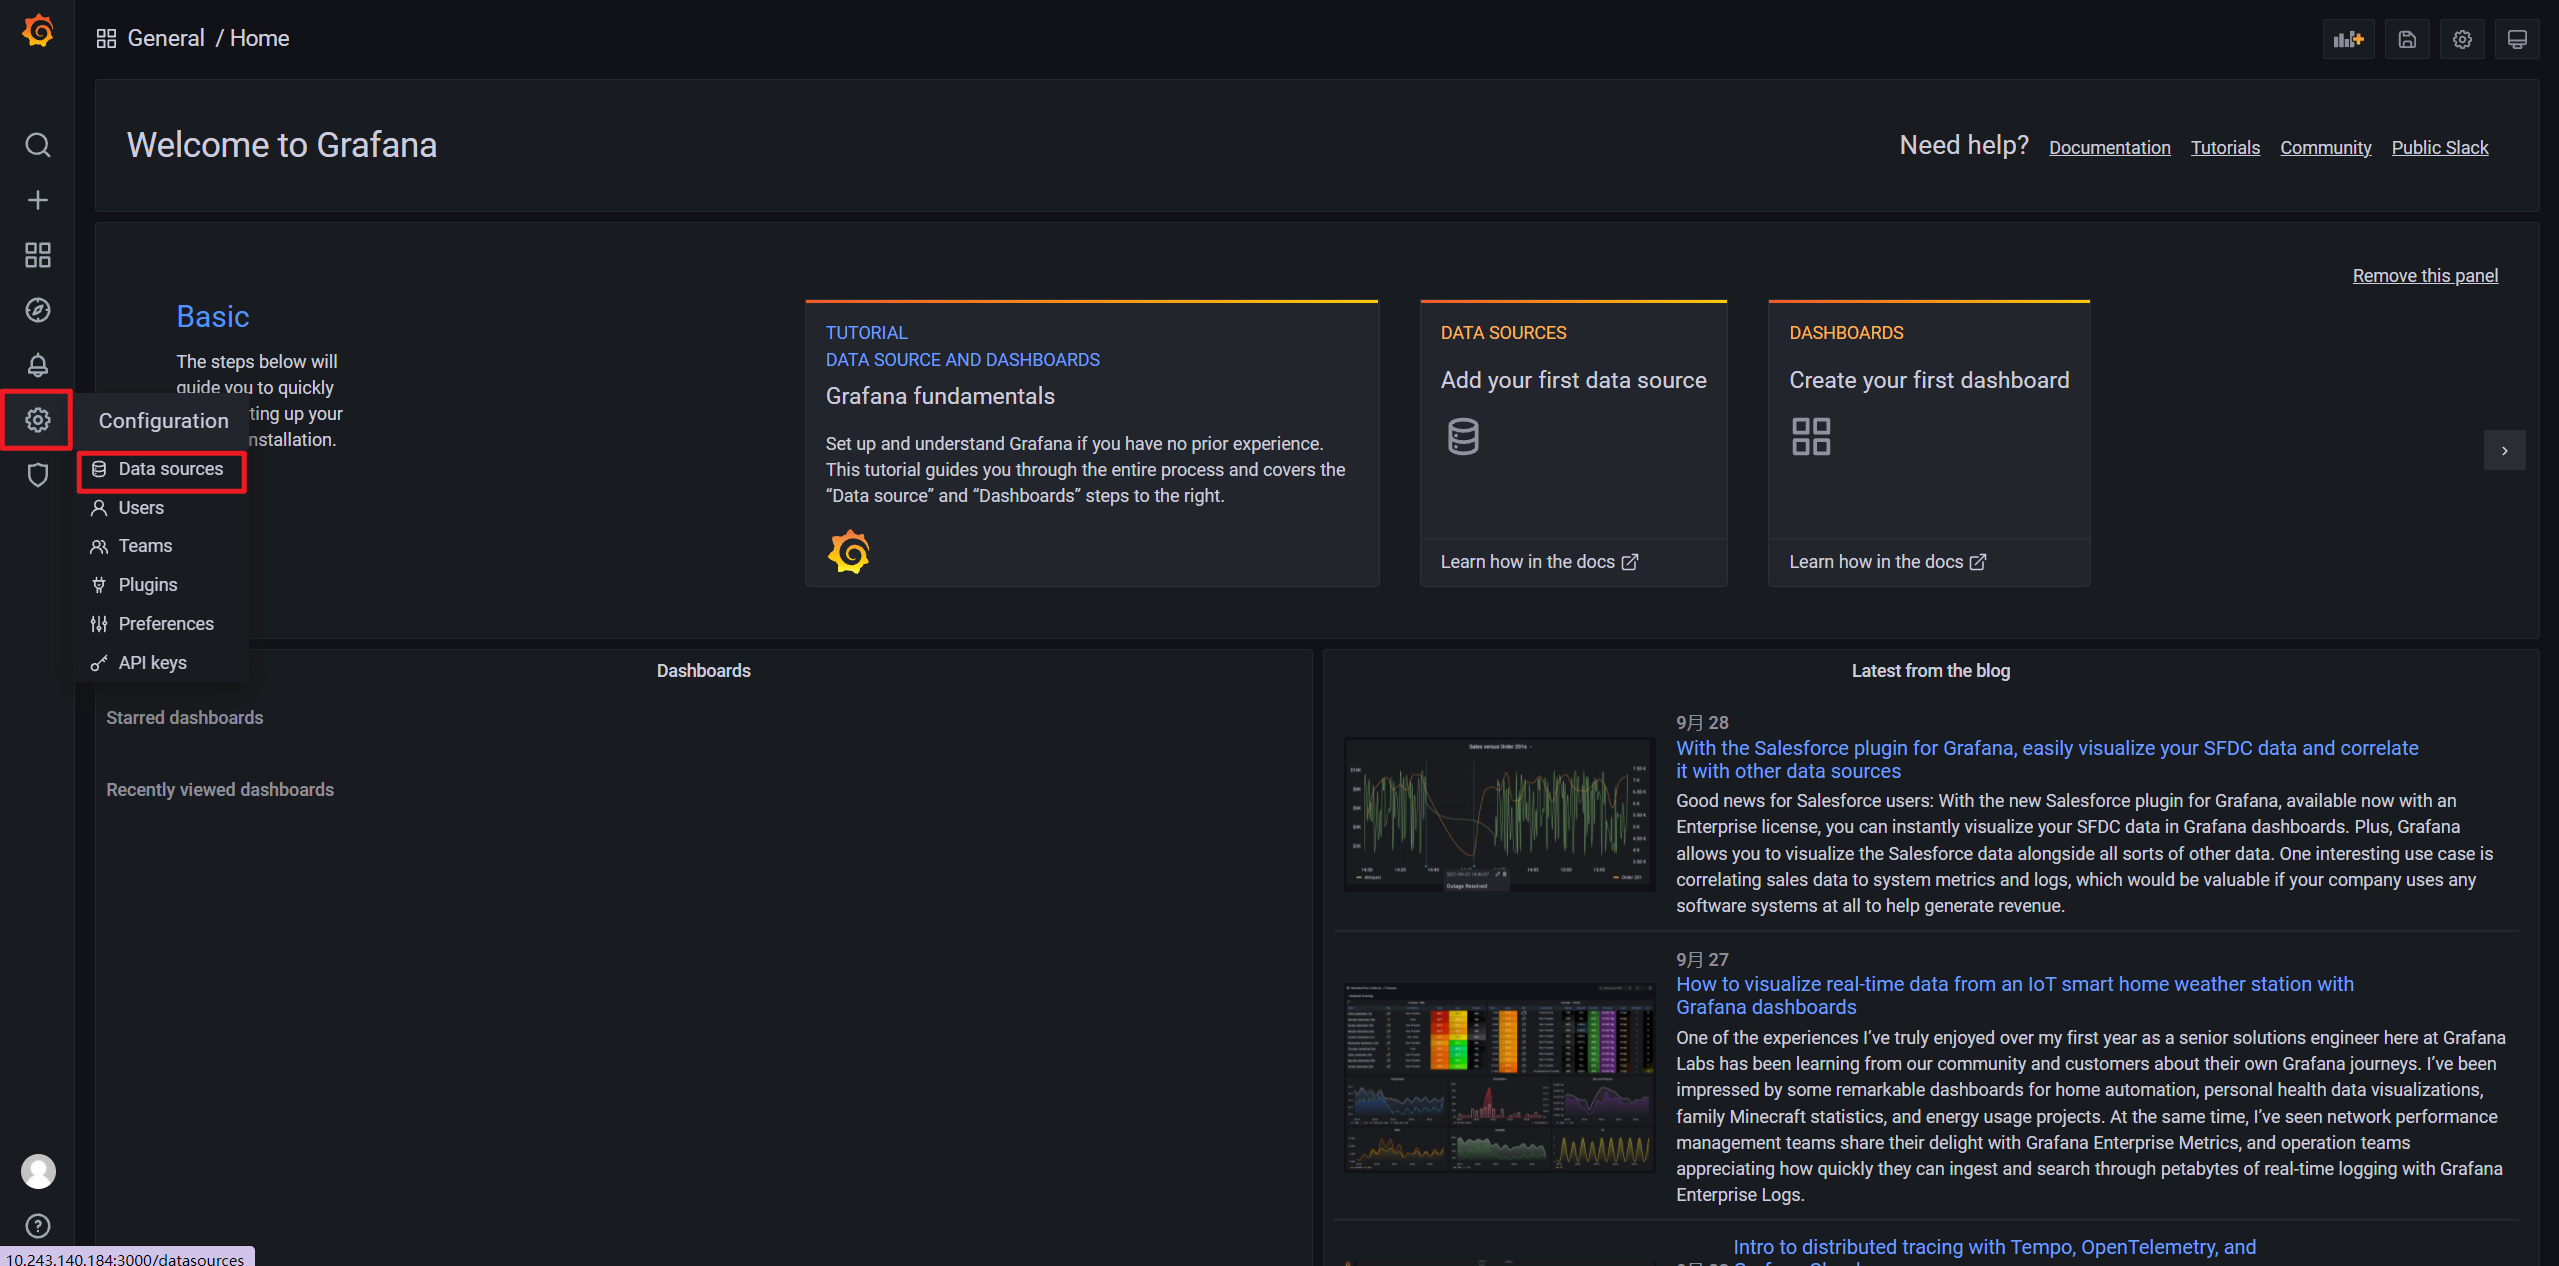 General / Home
Welcome to Grafana
Need help? Documentation Tutorials Community Public Slack
Remove this panel
Basic
The steps below will
guide you to quickly
ting up your
nstallation.
TUTORIAL
DATA SOURCE AND DASHBOARDS
Grafana fundamentals
Set up and understand Grafana if you have no prior experience.
This tutorial guides you through the entire process and covers the
“Data source” and “Dashboards” steps to the right.
DATA SOURCES
Add your first data source
Learn how in the docs
DASHBOARDS
Create your first dashboard
Learn how in the docs
Configuration
Data sources
Users
Teams
Plugins
Preferences
API keys
Dashboards
Starred dashboards
Recently viewed dashboards
Latest from the blog
Sales versus Order 201s
Outage Resolved
9月 28
With the Salesforce plugin for Grafana, easily visualize your SFDC data and correlate
it with other data sources
Good news for Salesforce users: With the new Salesforce plugin for Grafana, available now with an
Enterprise license, you can instantly visualize your SFDC data in Grafana dashboards. Plus, Grafana
allows you to visualize the Salesforce data alongside all sorts of other data. One interesting use case is
correlating sales data to system metrics and logs, which would be valuable if your company uses any
software systems at all to help generate revenue.
9月 27
How to visualize real-time data from an IoT smart home weather station with
Grafana dashboards
One of the experiences I’ve truly enjoyed over my first year as a senior solutions engineer here at Grafana
Labs has been learning from our community and customers about their own Grafana journeys. I’ve been
impressed by some remarkable dashboards for home automation, personal health data visualizations,
family Minecraft statistics, and energy usage projects. At the same time, I’ve seen network performance
management teams share their delight with Grafana Enterprise Metrics, and operation teams
appreciating how quickly they can ingest and search through petabytes of real-time logging with Grafana
Enterprise Logs.
Intro to distributed tracing with Tempo, OpenTelemetry, and
10.243.140.184:3000/datasources